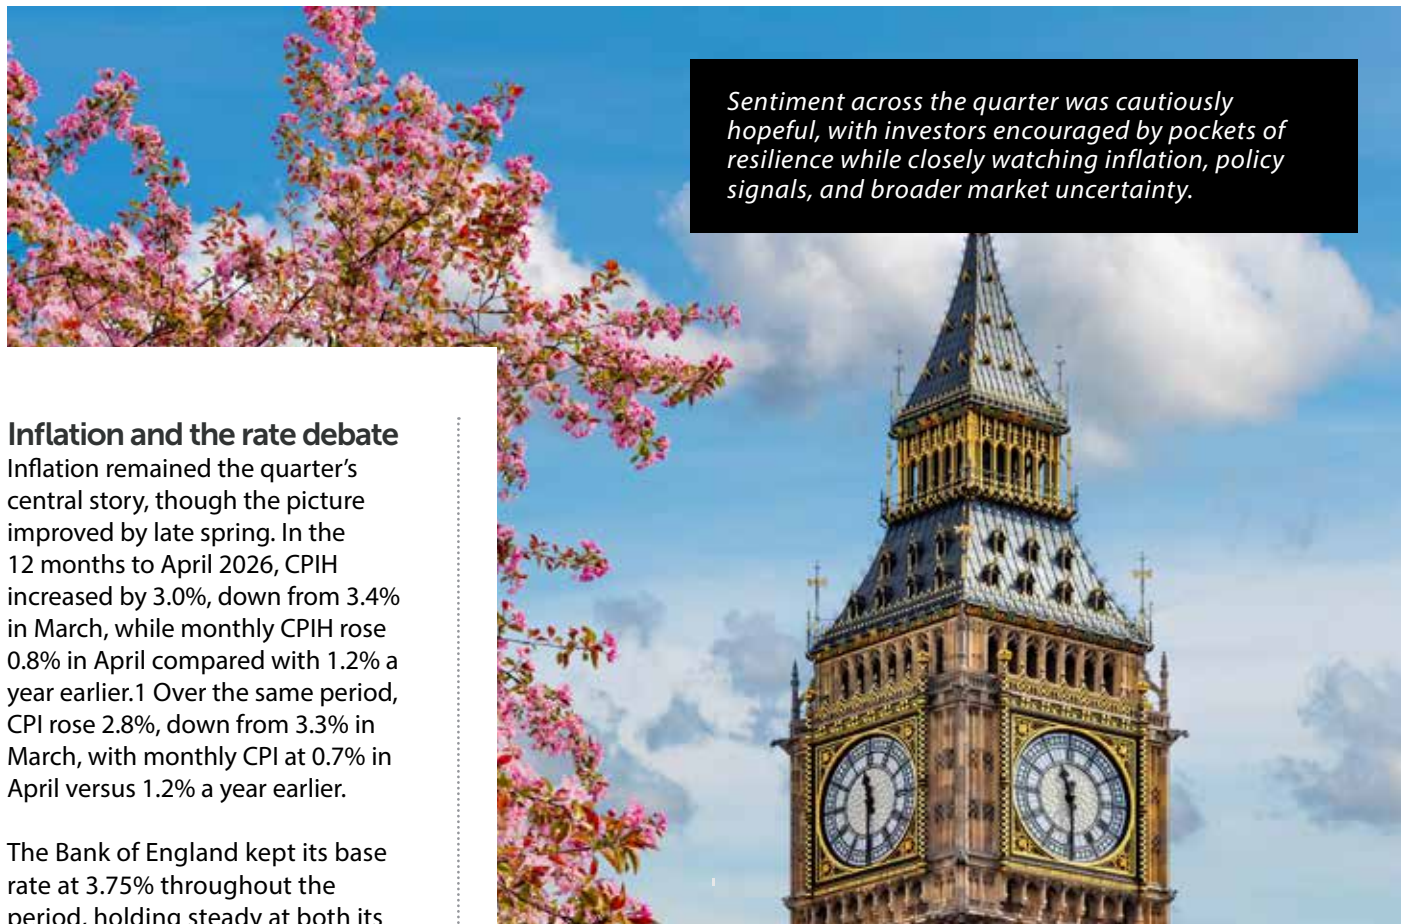 Sentiment across the quarter was cautiously
hopeful, with investors encouraged by pockets of
resilience while closely watching inflation, policy
signals, and broader market uncertainty.
Inflation and the rate debate
Inflation remained the quarter’s
central story, though the picture
improved by late spring. In the
12 months to April 2026, CPIH
increased by 3.0%, down from 3.4%
in March, while monthly CPIH rose
0.8% in April compared with 1.2% a
year earlier.1 Over the same period,
CPI rose 2.8%, down from 3.3% in
March, with monthly CPI at 0.7% in
April versus 1.2% a year earlier.
The Bank of England kept its base
rate at 3.75% throughout the
period, holding steady at both its